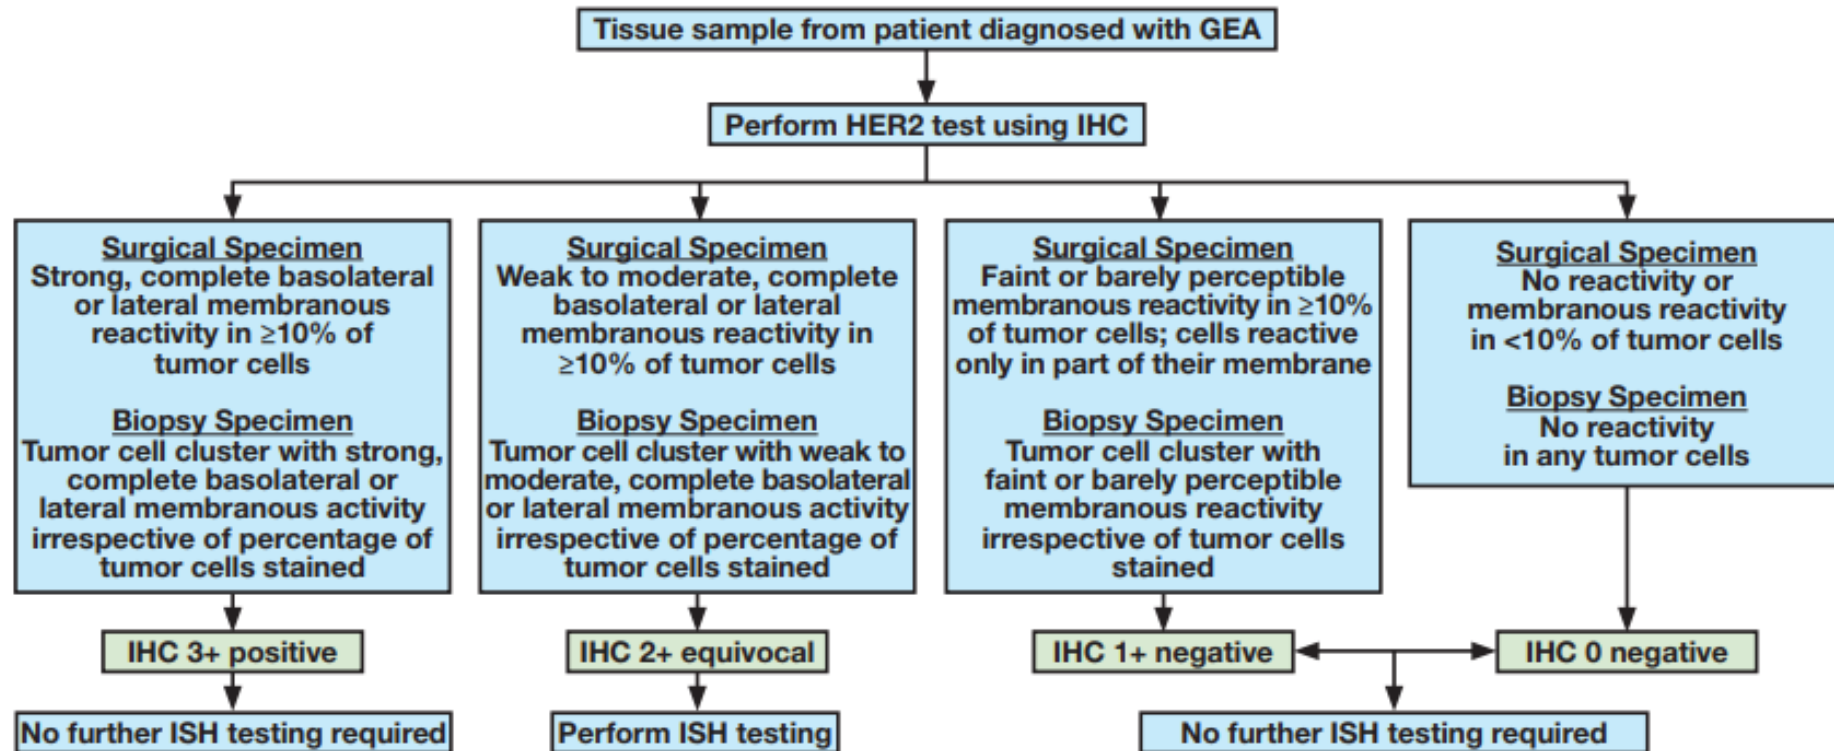 Tissue sample from patient diagnosed with GEA
Perform HER2 test using IHC
Surgical Specimen
Strong, complete basolateral
or lateral membranous
reactivity in ≥10% of
tumor cells
Biopsy Specimen
Tumor cell cluster with strong,
complete basolateral or
lateral membranous activity
irrespective of percentage of
tumor cells stained
IHC 3+ positive
No further ISH testing required
Surgical Specimen
Weak to moderate, complete
basolateral or lateral
membranous reactivity in
≥10% of tumor cells
Biopsy Specimen
Tumor cell cluster with weak to
moderate, complete basolateral
or lateral membranous activity
irrespective of percentage of
tumor cells stained
IHC 2+ equivocal
Perform ISH testing
Surgical Specimen
Faint or barely perceptible
membranous reactivity in ≥10%
of tumor cells; cells reactive
only in part of their membrane
Biopsy Specimen
Tumor cell cluster with
faint or barely perceptible
membranous reactivity
irrespective of tumor cells
stained
IHC 1+ negative
Surgical Specimen
No reactivity or
membranous reactivity
in <10% of tumor cells
Biopsy Specimen
No reactivity
in any tumor cells
IHC 0 negative
No further ISH testing required